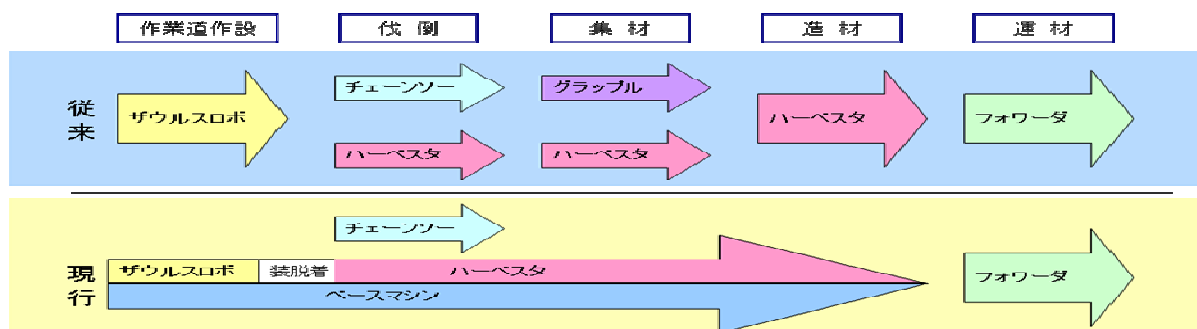 作業道作設
伐倒
集材
造材
運材
従来
ザウルスロボ
チェーンソー
グラップル
ハーベスタ
ハーベスタ
ハーベスタ
フォワーダ
現行
チェーンソー
ザウルスロボ
装脱着
ハーベスタ
ベースマシン
フォワーダ